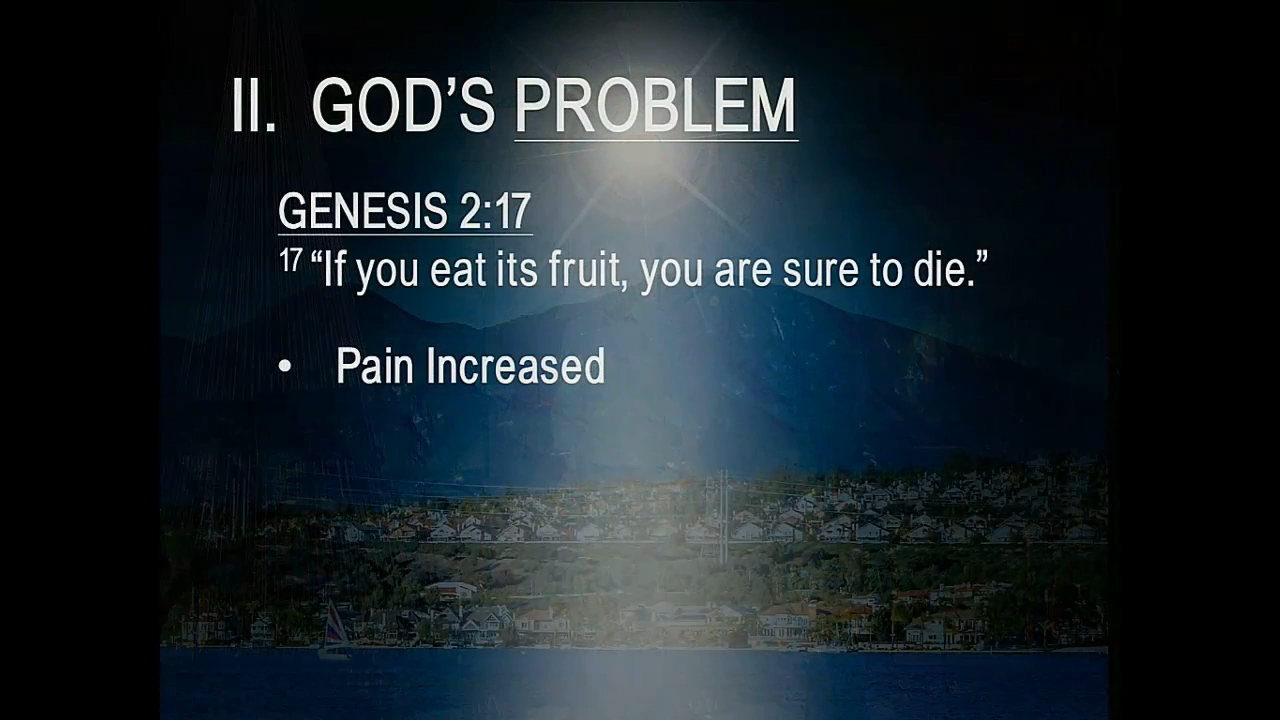 II. GOD’S PROBLEM
GENESIS 2:17
17 “If you eat its fruit, you are sure to die.”
• Pain Increased